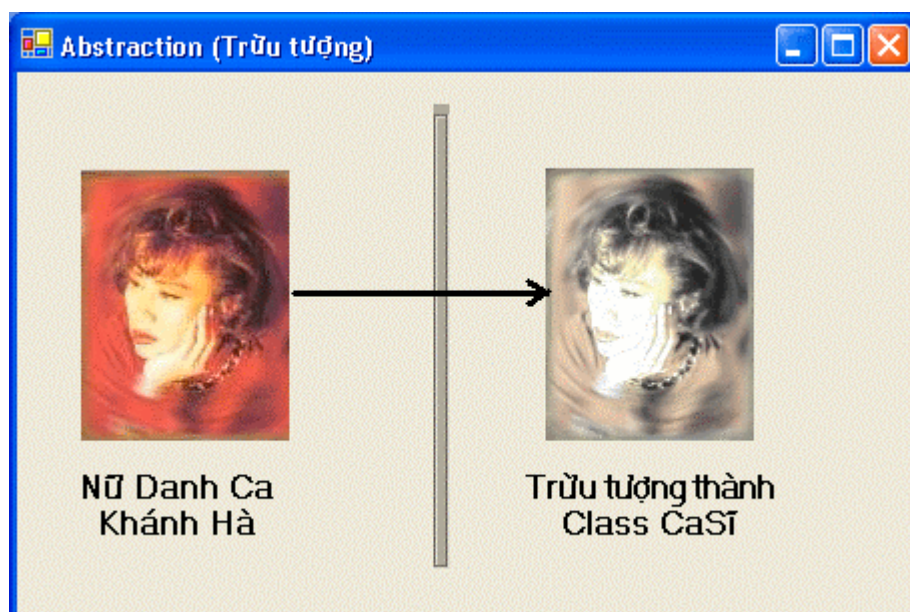 Abstraction (Trừu tượng)
Nữ Danh Ca
Khánh Hà
Trừu tượng thành
Class CaSĩ